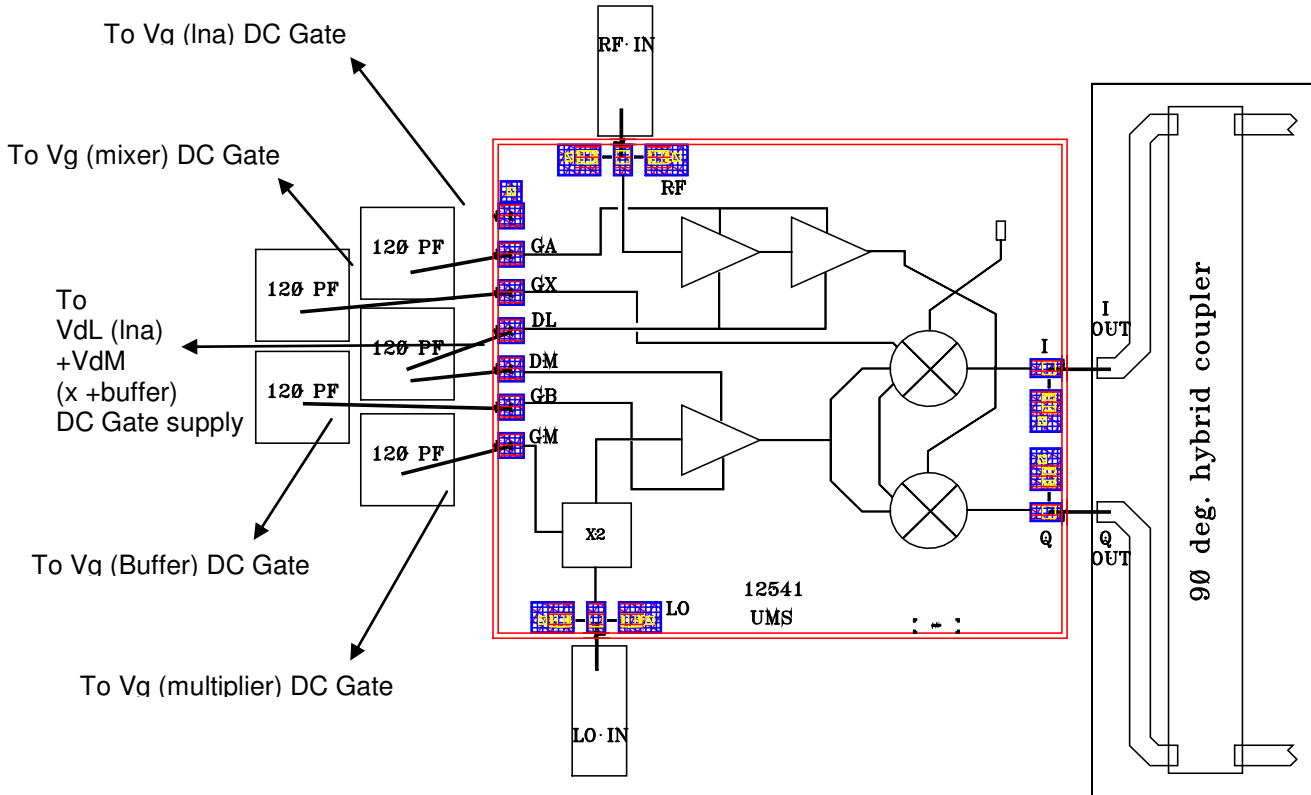 To Vg (lna) DC Gate
RF IN
To Vg (mixer) DC Gate
RF
120 PF
GA
120 PF
GX
To
VdL (lna)
+VdM
(x +buffer)
DC Gate supply
120 PF
DL
DM
120 PF
GB
120 PF
GM
I
I
OUT
90 deg. hybrid coupler
X2
Q
Q
OUT
To Vg (Buffer) DC Gate
12541
UMS
LO
To Vg (multiplier) DC Gate
LO IN